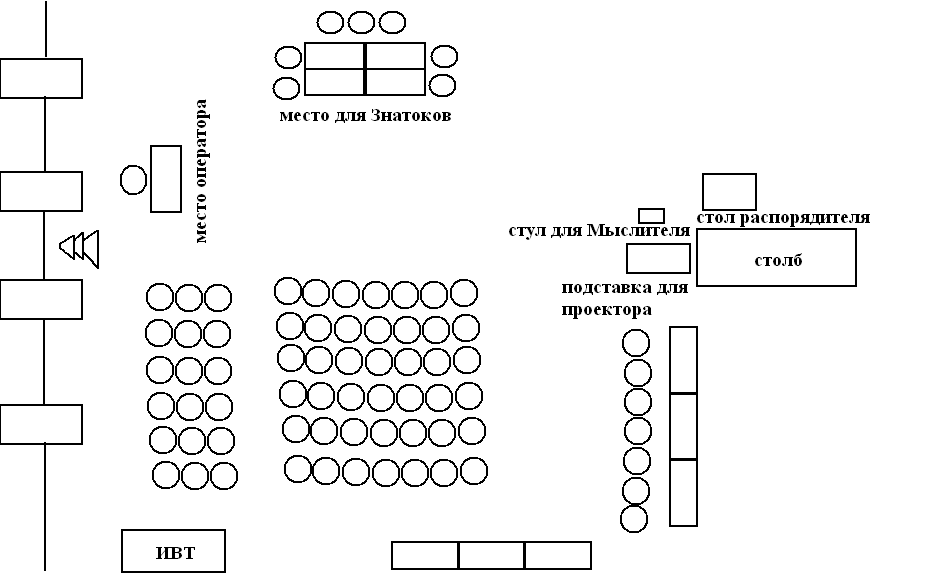 место для Знатоков
место оператора
стол распорядителя
стул для Мыслителя
столб
подставка для
проектора
ИВТ